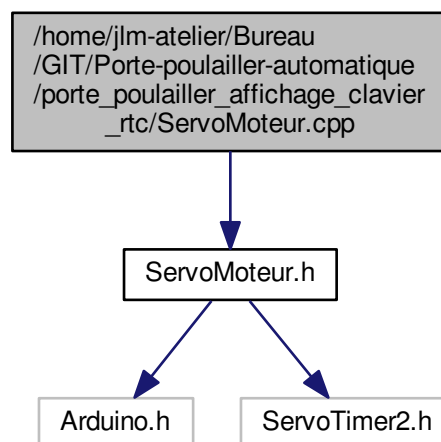 /home/jlm-atelier/Bureau
/GIT/Porte-poulailler-automatique
/porte_poulailler_affichage_clavier
_rtc/ServoMoteur.cpp
ServoMoteur.h
Arduino.h
ServoTimer2.h